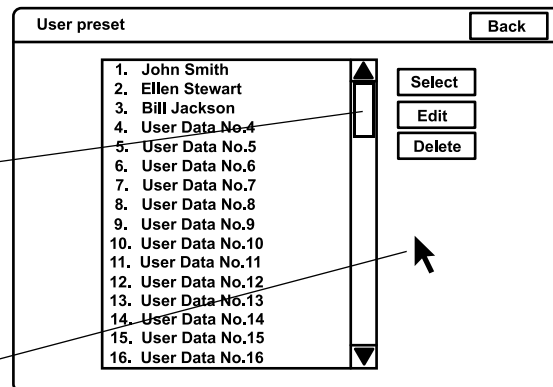 User preset
Back
1. John Smith
2. Ellen Stewart
3. Bill Jackson
4. User Data No.4
5. User Data No.5
6. User Data No.6
7. User Data No.7
8. User Data No.8
9. User Data No.9
10. User Data No.10
11. User Data No.11
12. User Data No.12
13. User Data No.13
14. User Data No.14
15. User Data No.15
16. User Data No.16
Select
Edit
Delete